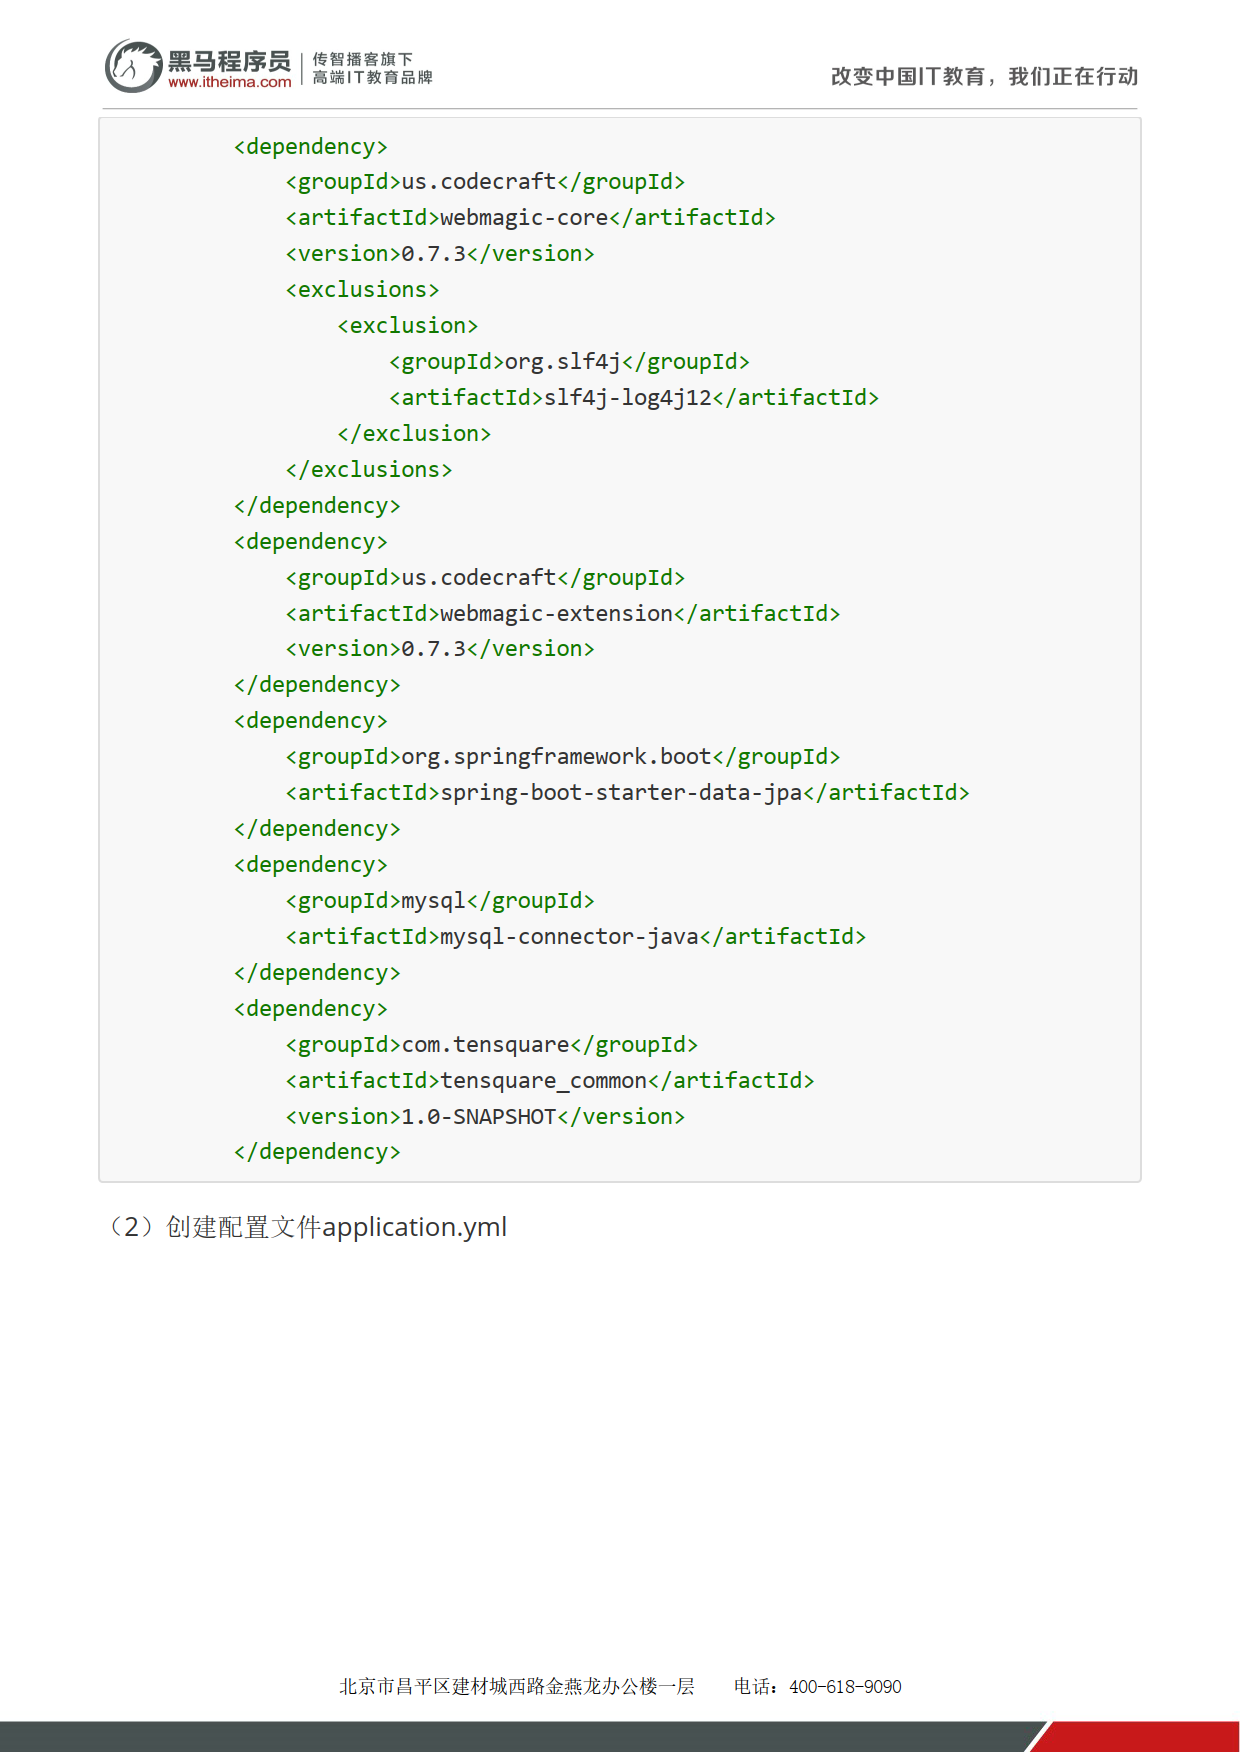 黑马程序员
www.itheima.com
传智播客旗下
高端IT教育品牌
改变中国IT教育，我们正在行动
<dependency>
<groupId>us.codecraft</groupId>
<artifactId>webmagic-core</artifactId>
<version>0.7.3</version>
<exclusions>
<exclusion>
<groupId>org.slf4j</groupId>
<artifactId>slf4j-log4j12</artifactId>
</exclusion>
</exclusions>
</dependency>
<dependency>
<groupId>us.codecraft</groupId>
<artifactId>webmagic-extension</artifactId>
<version>0.7.3</version>
</dependency>
<dependency>
<groupId>org.springframework.boot</groupId>
<artifactId>spring-boot-starter-data-jpa</artifactId>
</dependency>
<dependency>
<groupId>mysql</groupId>
<artifactId>mysql-connector-java</artifactId>
</dependency>
<dependency>
<groupId>com.tensquare</groupId>
<artifactId>tensquare_common</artifactId>
<version>1.0-SNAPSHOT</version>
</dependency>
（2）创建配置文件application.yml
北京市昌平区建材城西路金燕龙办公楼一层 电话：400-618-9090